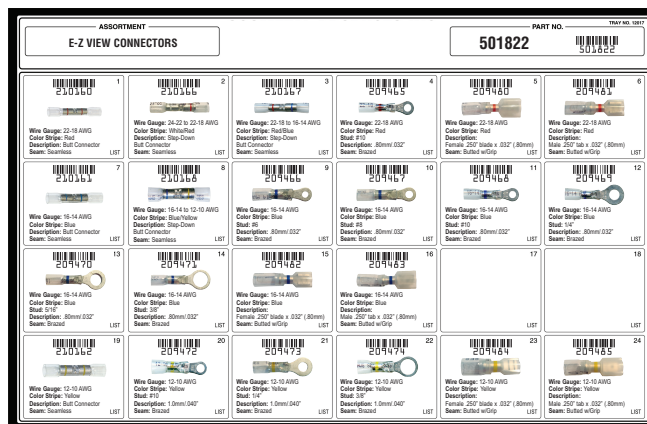 ASSORTMENT
E-Z VIEW CONNECTORS
PART NO.
501822
501822
TRAY NO. 12017
1
210160
Wire Gauge: 22-18 AWG
Color Stripe: Red
Description: Butt Connector
Seam: Seamless
LIST
2
210166
Wire Gauge: 24-22 to 22-18 AWG
Color Stripe: White/Red
Description: Step-Down
Butt Connector
Seam: Seamless
LIST
3
210167
Wire Gauge: 22-18 to 16-14 AWG
Color Stripe: Red/Blue
Description: Step-Down
Butt Connector
Seam: Seamless
LIST
4
209465
Wire Gauge: 22-18 AWG
Color Stripe: Red
Stud: #10
Description: .80mm/.032"
Seam: Brazed
LIST
5
209480
Wire Gauge: 22-18 AWG
Color Stripe: Red
Description:
Female .250" blade x .032" (.80mm)
Seam: Butted w/Grip
LIST
6
209481
Wire Gauge: 22-18 AWG
Color Stripe: Red
Description:
Male .250" tab x .032" (.80mm)
Seam: Butted w/Grip
LIST
7
210161
Wire Gauge: 16-14 AWG
Color Stripe: Blue
Description: Butt Connector
Seam: Seamless
LIST
8
210168
Wire Gauge: 16-14 to 12-10 AWG
Color Stripe: Blue/Yellow
Description: Step-Down
Butt Connector
Seam: Seamless
LIST
9
209466
Wire Gauge: 16-14 AWG
Color Stripe: Blue
Stud: #6
Description: .80mm/.032"
Seam: Brazed
LIST
10
209467
Wire Gauge: 16-14 AWG
Color Stripe: Blue
Stud: #8
Description: .80mm/.032"
Seam: Brazed
LIST
11
209468
Wire Gauge: 16-14 AWG
Color Stripe: Blue
Stud: #10
Description: .80mm/.032"
Seam: Brazed
LIST
12
209469
Wire Gauge: 16-14 AWG
Color Stripe: Blue
Stud: 1/4"
Description: .80mm/.032"
Seam: Brazed
LIST
13
209470
Wire Gauge: 16-14 AWG
Color Stripe: Blue
Stud: 5/16"
Description: .80mm/.032"
Seam: Brazed
LIST
14
209471
Wire Gauge: 16-14 AWG
Color Stripe: Blue
Stud: 3/8"
Description: .80mm/.032"
Seam: Brazed
LIST
15
209482
Wire Gauge: 16-14 AWG
Color Stripe: Blue
Description:
Female .250" blade x .032" (.80mm)
Seam: Butted w/Grip
LIST
16
209483
Wire Gauge: 16-14 AWG
Color Stripe: Blue
Description:
Male .250" tab x .032" (.80mm)
Seam: Butted w/Grip
LIST
17
LIST
18
LIST
19
210162
Wire Gauge: 12-10 AWG
Color Stripe: Yellow
Description: Butt Connector
Seam: Seamless
LIST
20
209472
Wire Gauge: 12-10 AWG
Color Stripe: Yellow
Stud: #10
Description: 1.0mm/.040"
Seam: Brazed
LIST
21
209473
Wire Gauge: 12-10 AWG
Color Stripe: Yellow
Stud: 1/4"
Description: 1.0mm/.040"
Seam: Brazed
LIST
22
209474
Wire Gauge: 12-10 AWG
Color Stripe: Yellow
Stud: 3/8"
Description: 1.0mm/.040"
Seam: Brazed
LIST
23
209484
Wire Gauge: 12-10 AWG
Color Stripe: Yellow
Description:
Female .250" blade x .032" (.80mm)
Seam: Butted w/Grip
LIST
24
209485
Wire Gauge: 12-10 AWG
Color Stripe: Yellow
Description:
Male .250" tab x .032" (.80mm)
Seam: Butted w/Grip
LIST